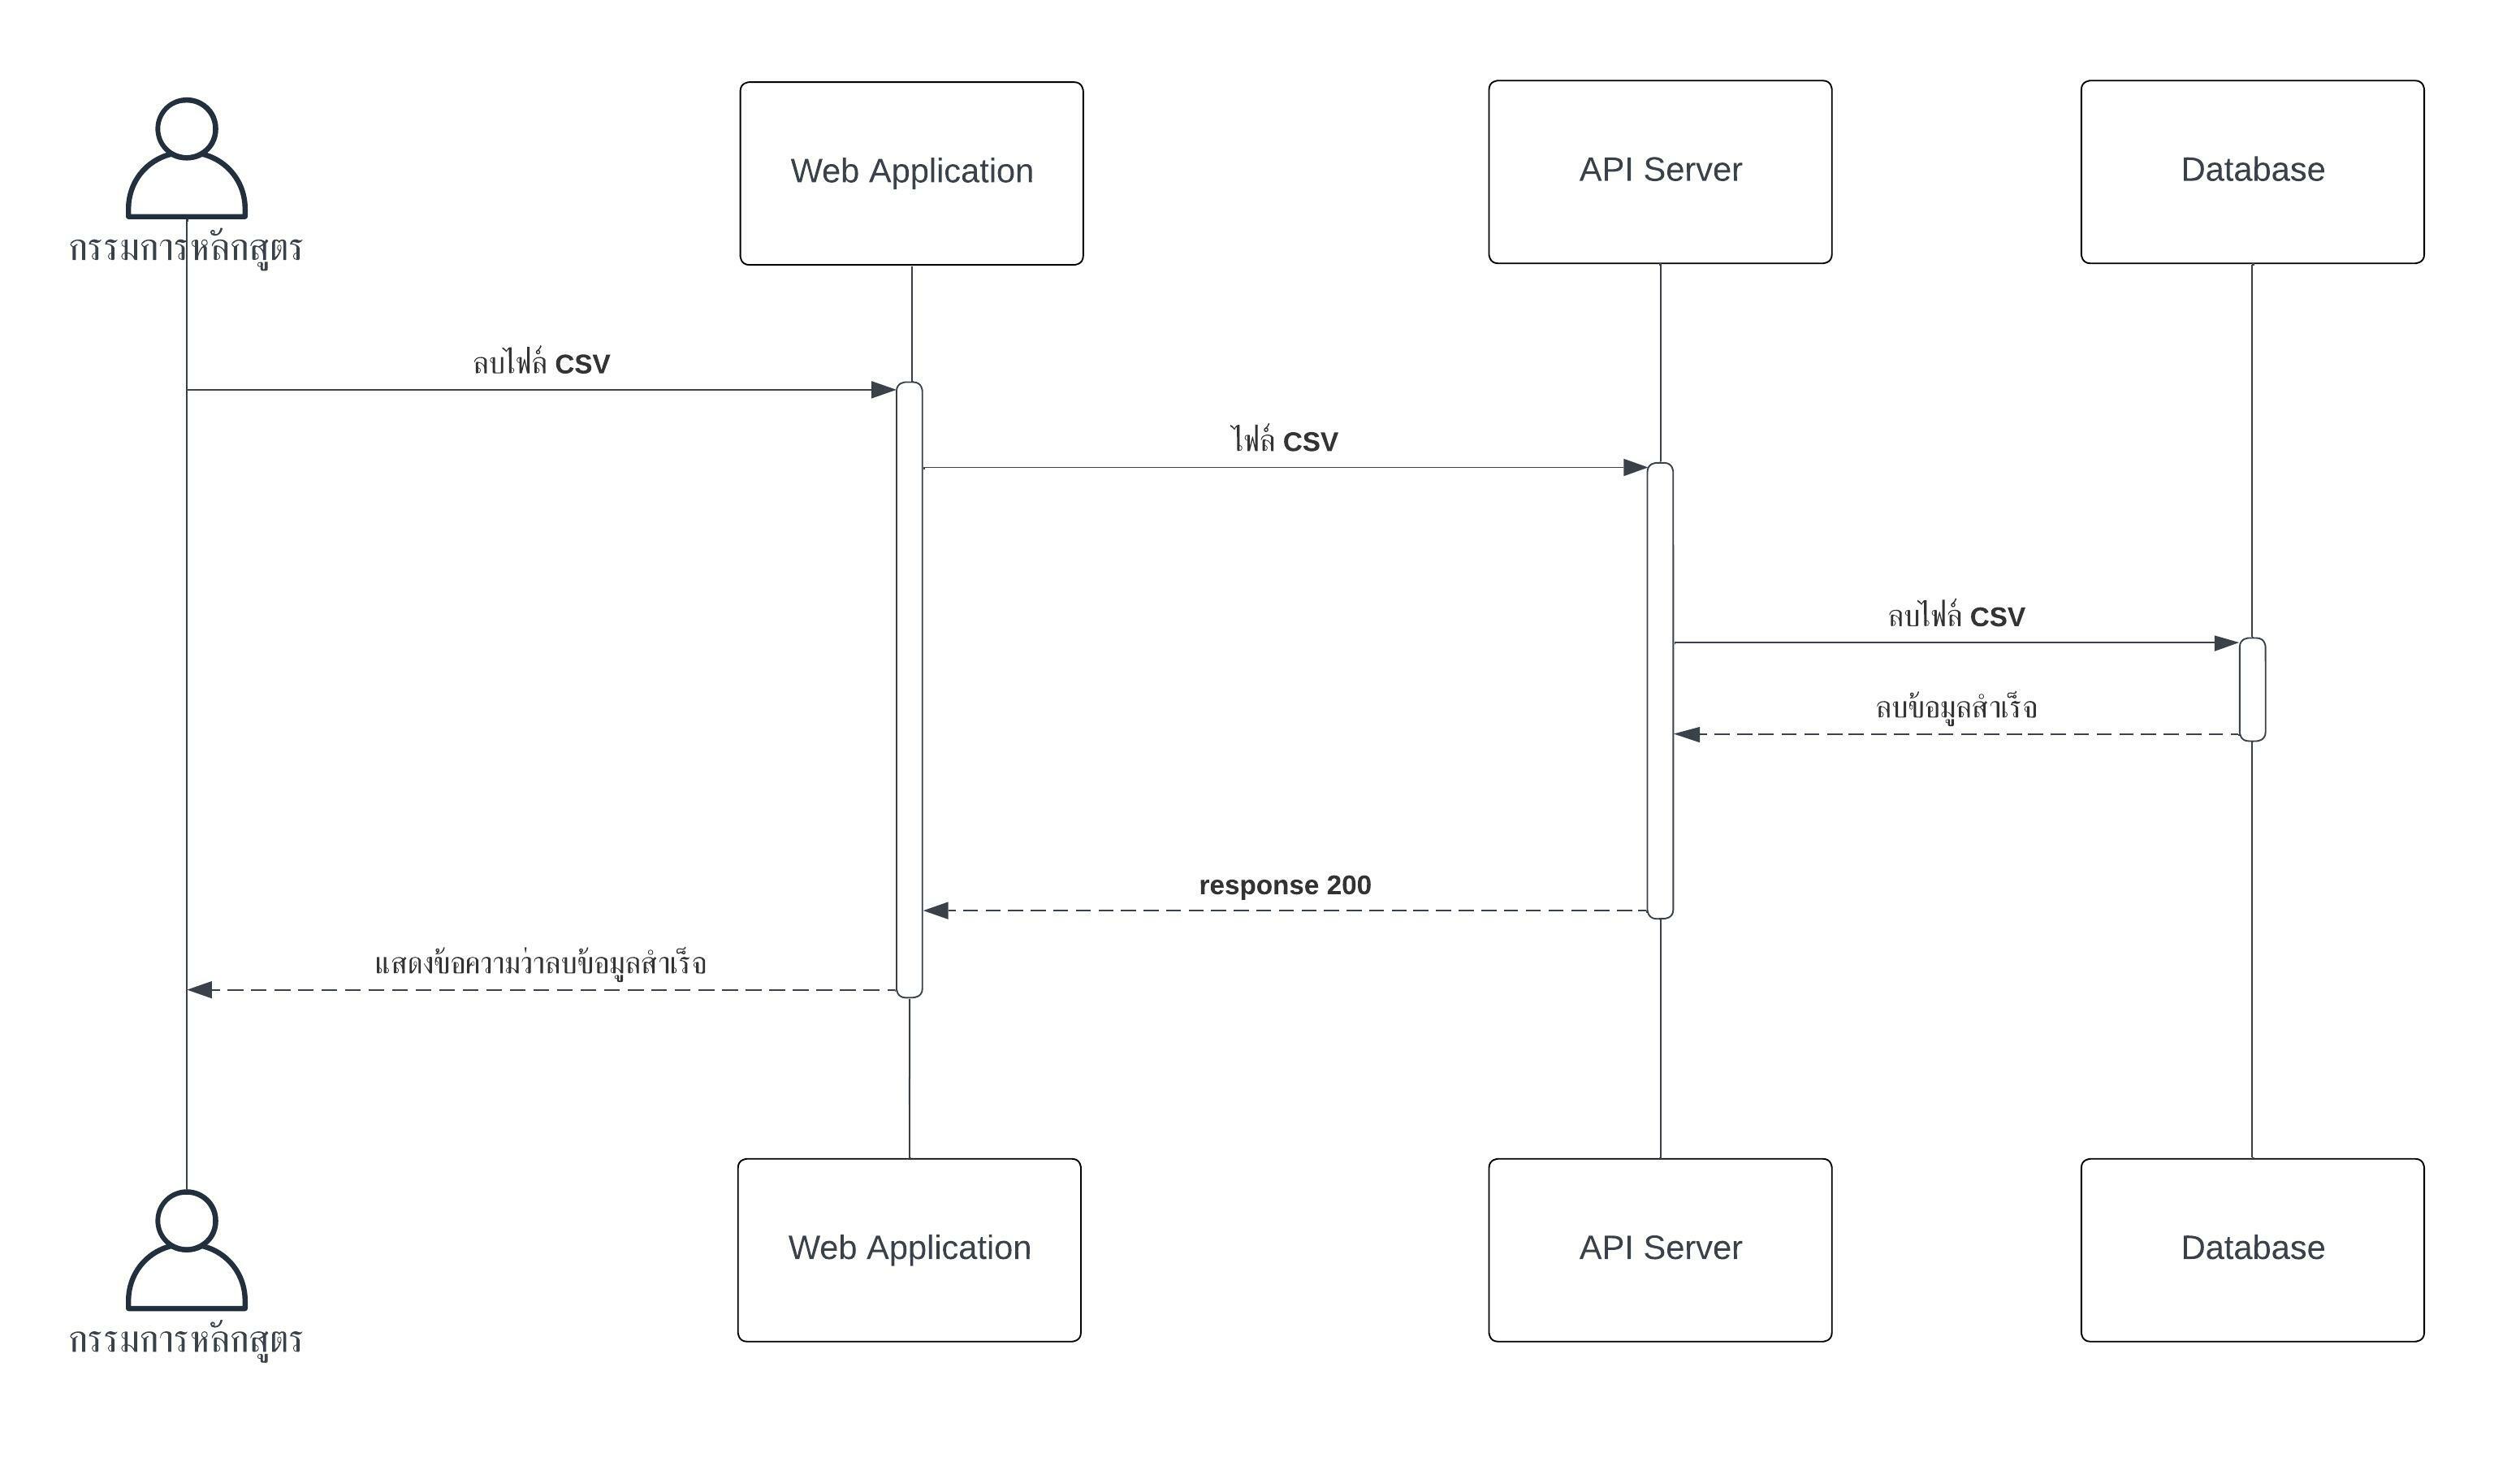 Web Application
API Server
Database
กรรมการหลักสูตร
ลบไฟล์ CSV
ไฟล์ CSV
ลบไฟล์ CSV
ลบข้อมูลสำเร็จ
response 200
แสดงข้อความว่าลบข้อมูลสำเร็จ
Web Application
API Server
Database
กรรมการหลักสูตร